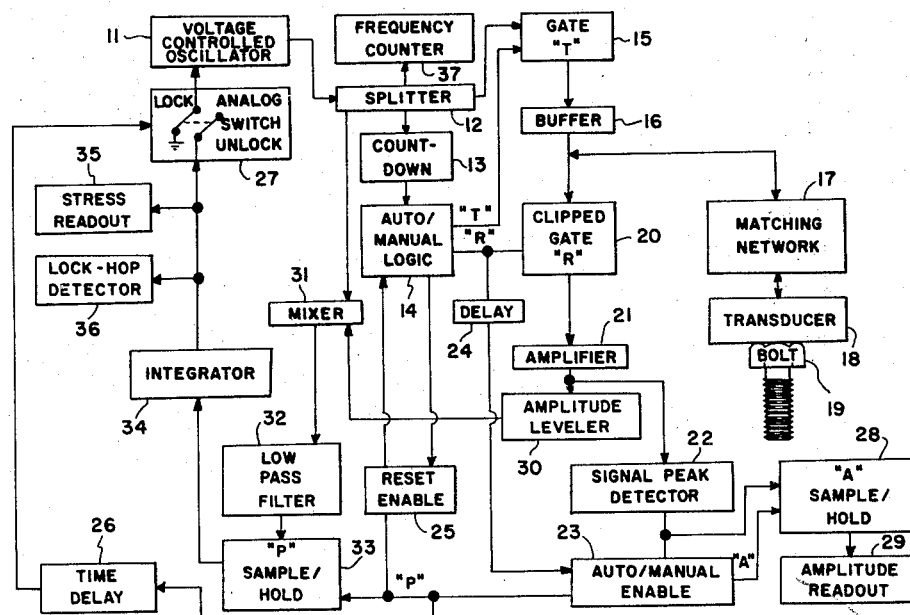 11
VOLTAGE
CONTROLLED
OSCILLATOR
FREQUENCY
COUNTER
37
GATE
"T"
15
SPLITTER
12
LOCK
ANALOG
SWITCH
UNLOCK
27
BUFFER
16
COUNT-
DOWN
13
35
STRESS
READOUT
AUTO/
MANUAL
LOGIC
14
"T"
"R"
CLIPPED
GATE
"R"
20
17
MATCHING
NETWORK
LOCK-HOP
DETECTOR
36
31
MIXER
DELAY
24
TRANSDUCER
18
BOLT
19
21
AMPLIFIER
INTEGRATOR
34
AMPLITUDE
LEVELER
30
32
LOW
PASS
FILTER
RESET
ENABLE
25
22
SIGNAL PEAK
DETECTOR
28
"A"
SAMPLE/
HOLD
26
TIME
DELAY
"P"
SAMPLE/
HOLD
33
"P"
23
AUTO/MANUAL
ENABLE
"A"
29
AMPLITUDE
READOUT